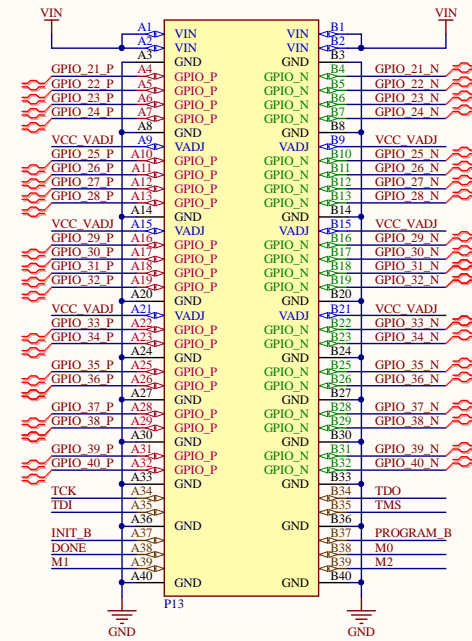 VIN VIN
A1 VIN VIN B1
A2 VIN VIN B2
A3 GND GND B3
GPIO_21_P A4 GPIO_P GPIO_N B4 GPIO_21_N
GPIO_22_P A5 GPIO_P GPIO_N B5 GPIO_22_N
GPIO_23_P A6 GPIO_P GPIO_N B6 GPIO_23_N
GPIO_24_P A7 GPIO_P GPIO_N B7 GPIO_24_N
A8 GND GND B8
VCC_VADJ A9 VADJ VADJ B9 VCC_VADJ
GPIO_25_P A10 GPIO_P GPIO_N B10 GPIO_25_N
GPIO_26_P A11 GPIO_P GPIO_N B11 GPIO_26_N
GPIO_27_P A12 GPIO_P GPIO_N B12 GPIO_27_N
GPIO_28_P A13 GPIO_P GPIO_N B13 GPIO_28_N
A14 GND GND B14
VCC_VADJ A15 VADJ VADJ B15 VCC_VADJ
GPIO_29_P A16 GPIO_P GPIO_N B16 GPIO_29_N
GPIO_30_P A17 GPIO_P GPIO_N B17 GPIO_30_N
GPIO_31_P A18 GPIO_P GPIO_N B18 GPIO_31_N
GPIO_32_P A19 GPIO_P GPIO_N B19 GPIO_32_N
A20 GND GND B20
VCC_VADJ A21 VADJ VADJ B21 VCC_VADJ
GPIO_33_P A22 GPIO_P GPIO_N B22 GPIO_33_N
GPIO_34_P A23 GPIO_P GPIO_N B23 GPIO_34_N
A24 GND GND B24
GPIO_35_P A25 GPIO_P GPIO_N B25 GPIO_35_N
GPIO_36_P A26 GPIO_P GPIO_N B26 GPIO_36_N
A27 GND GND B27
GPIO_37_P A28 GPIO_P GPIO_N B28 GPIO_37_N
GPIO_38_P A29 GPIO_P GPIO_N B29 GPIO_38_N
A30 GND GND B30
GPIO_39_P A31 GPIO_P GPIO_N B31 GPIO_39_N
GPIO_40_P A32 GPIO_P GPIO_N B32 GPIO_40_N
A33 GND GND B33
TCK A34 B34 TDO
TDI A35 B35 TMS
A36 GND GND B36
INIT_B A37 B37 PROGRAM_B
DONE A38 B38 M0
M1 A39 B39 M2
A40 GND GND B40
P13
GND GND